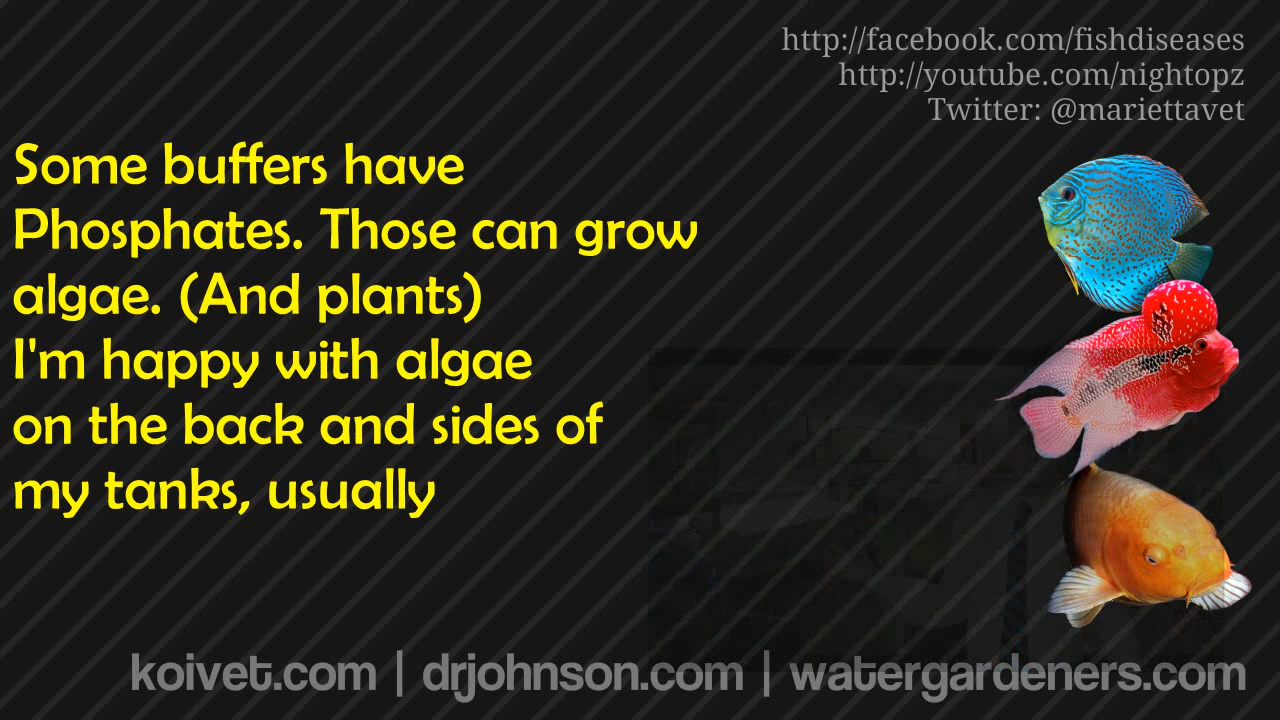 http://facebook.com/fishdiseases
http://youtube.com/nightopz
Twitter: @mariettavet
Some buffers have
Phosphates. Those can grow
algae. (And plants)
I'm happy with algae
on the back and sides of
my tanks, usually
koivet.com | drjohnson.com | watergardeners.com